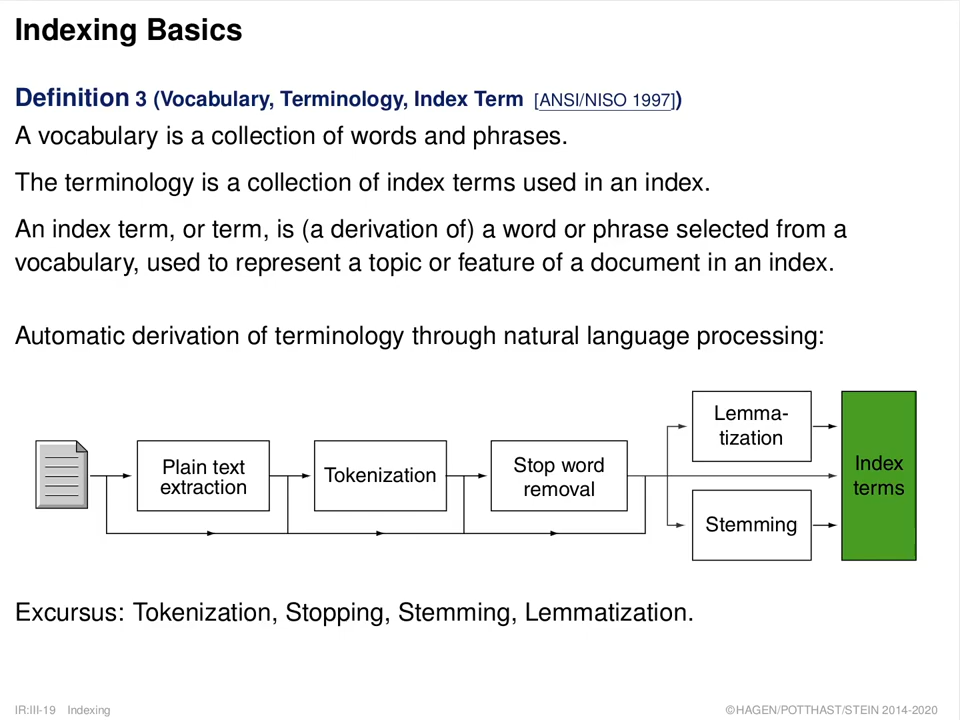 Indexing Basics
Definition 3 (Vocabulary, Terminology, Index Term [ANSI/NISO 1997])
A vocabulary is a collection of words and phrases.
The terminology is a collection of index terms used in an index.
An index term, or term, is (a derivation of) a word or phrase selected from a
vocabulary, used to represent a topic or feature of a document in an index.
Automatic derivation of terminology through natural language processing:
Plain text
extraction
Tokenization
Stop word
removal
Lemma-
tization
Stemming
Index
terms
Excursus: Tokenization, Stopping, Stemming, Lemmatization.
IR:III-19 Indexing
©HAGEN/POTTHAST/STEIN 2014-2020